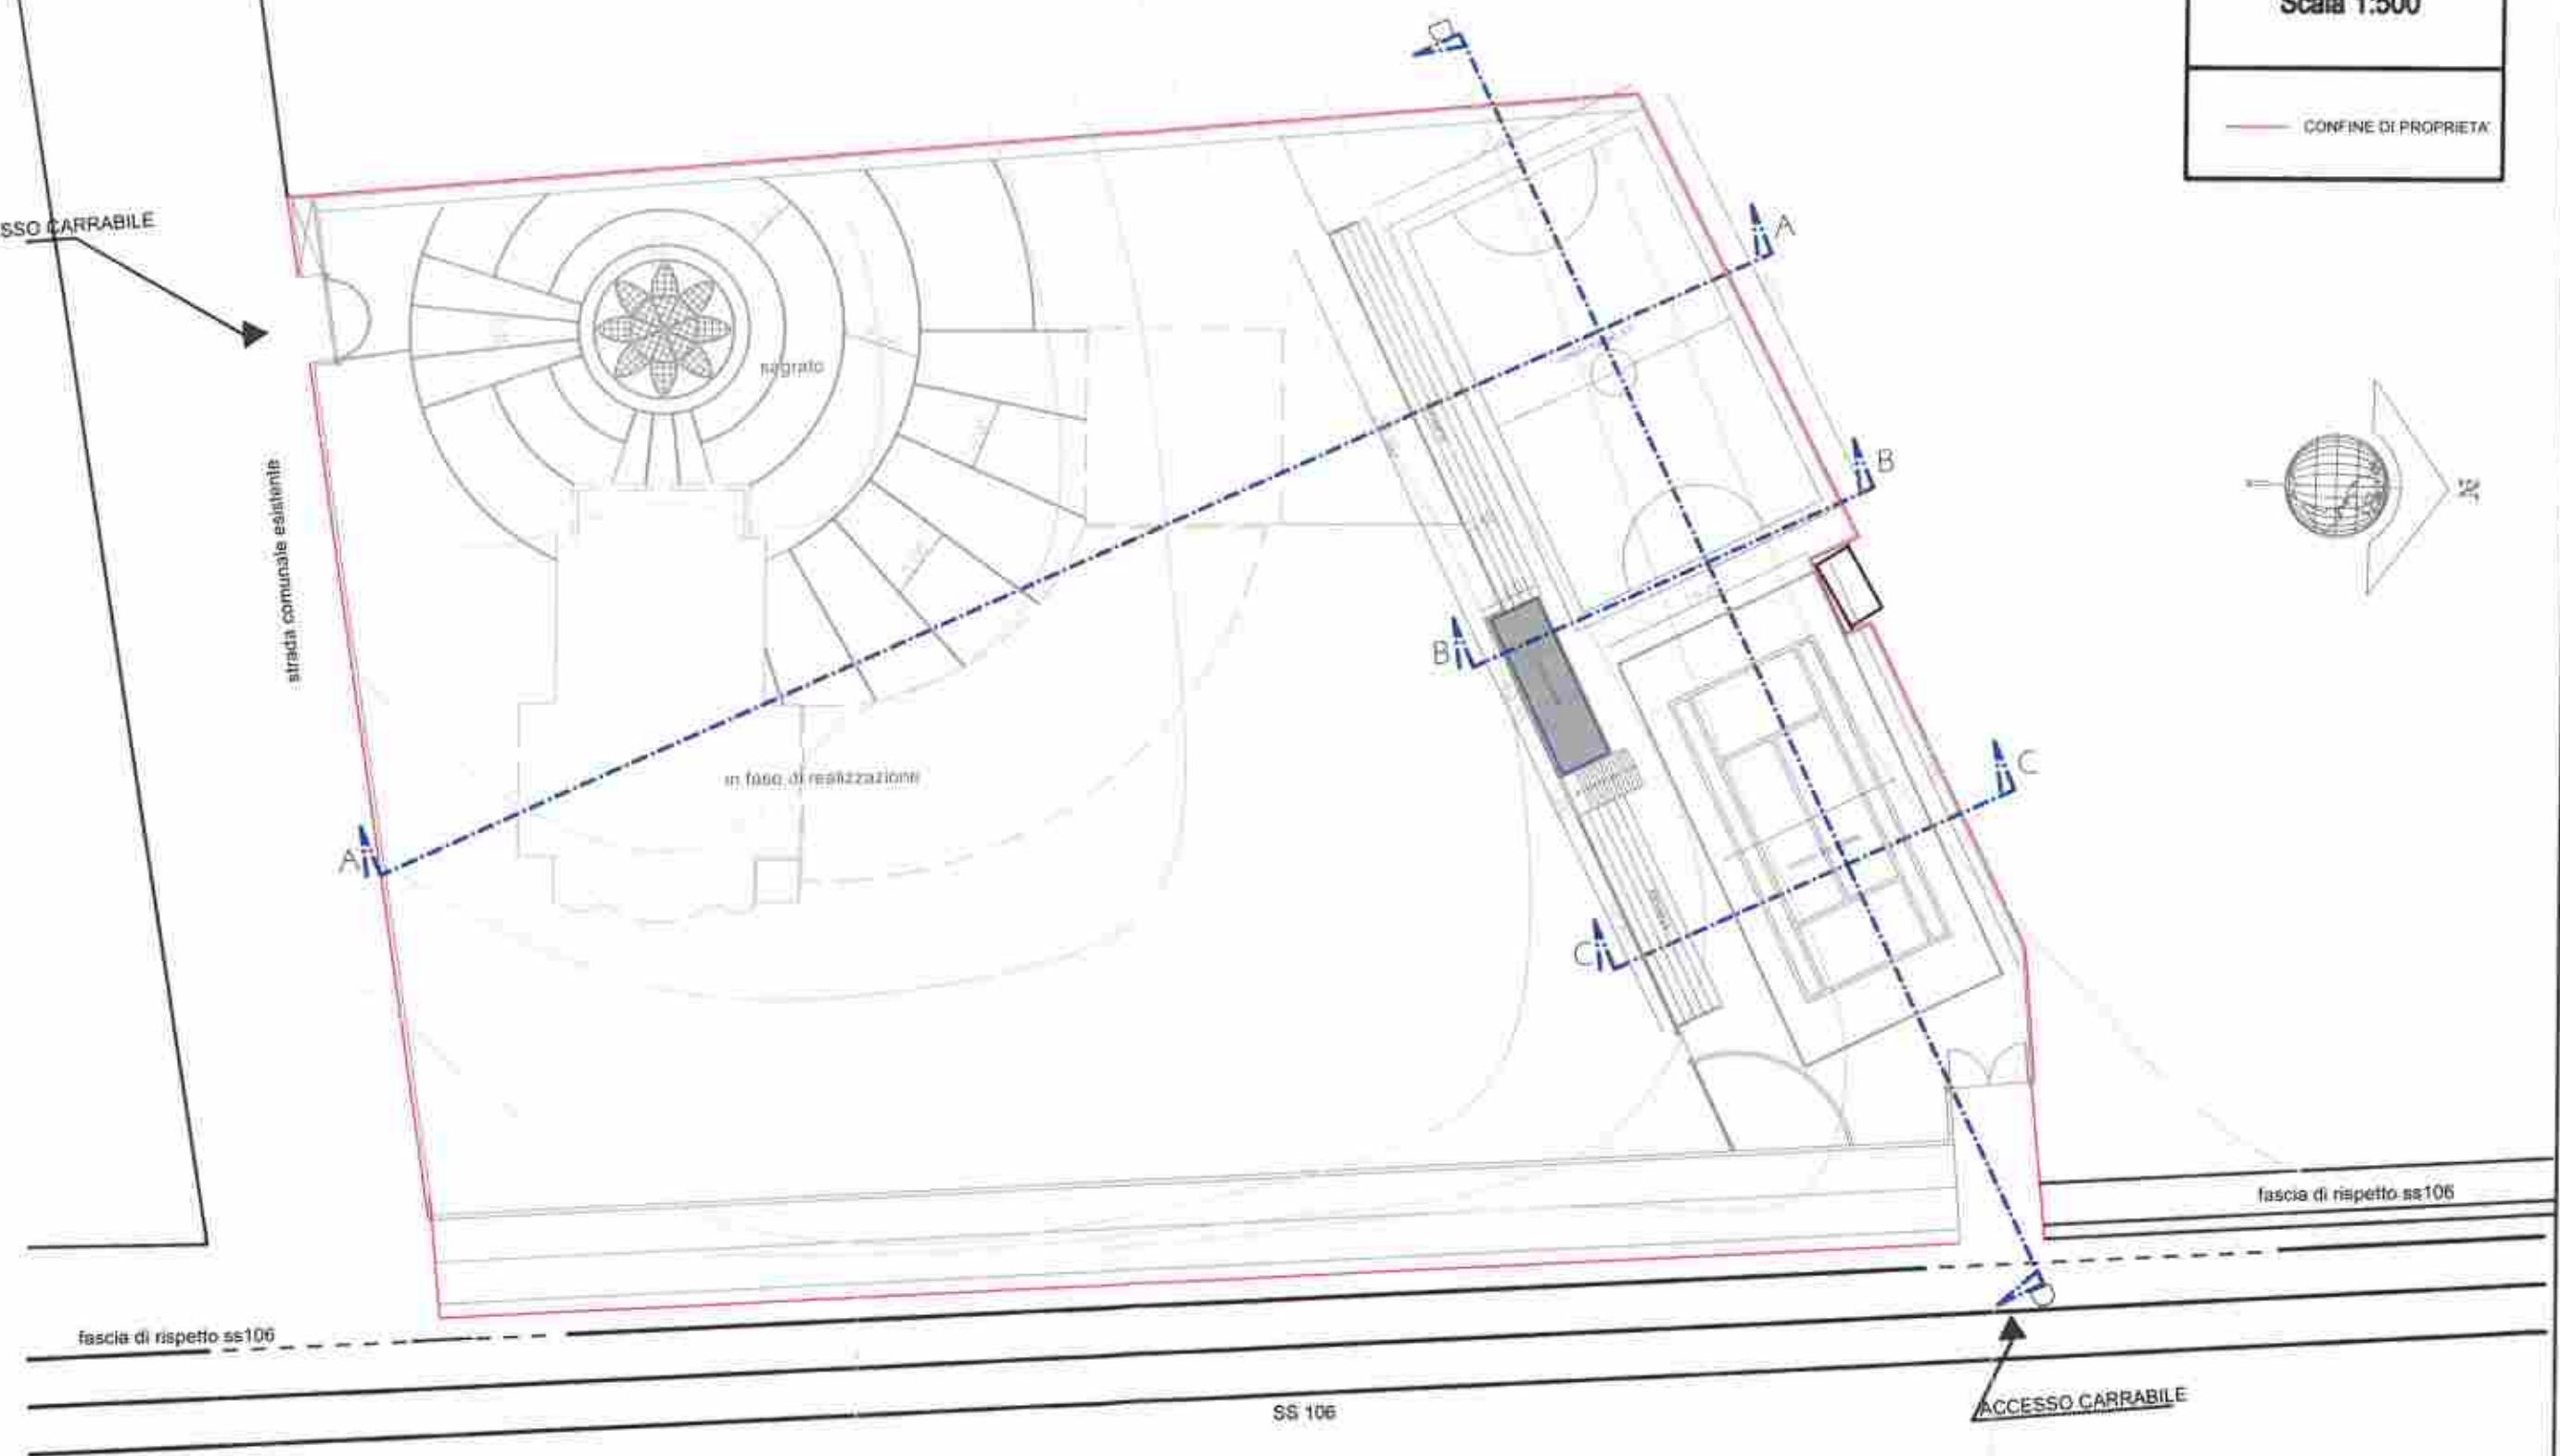 Scala 1:500
CONFINE DI PROPRIETA'
SSO CARRABILE
D
A
B
sagrato
strada comunale esistente
B
C
in fase di realizzazione
A
C
fascia di rispetto ss106
D
fascia di rispetto ss106
ACCESSO CARRABILE
SS 106